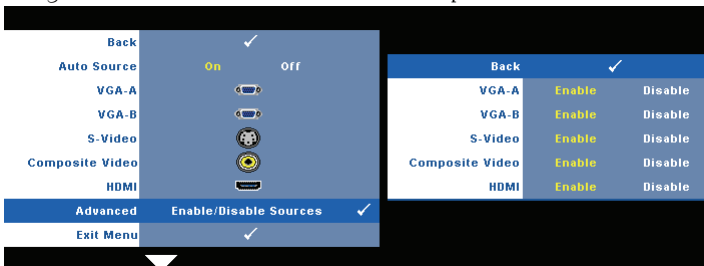 Back
Auto Source On Off
VGA-A
VGA-B
S-Video
Composite Video
HDMI
Advanced Enable/Disable Sources
Exit Menu
Back
VGA-A Enable Disable
VGA-B Enable Disable
S-Video Enable Disable
Composite Video Enable Disable
HDMI Enable Disable